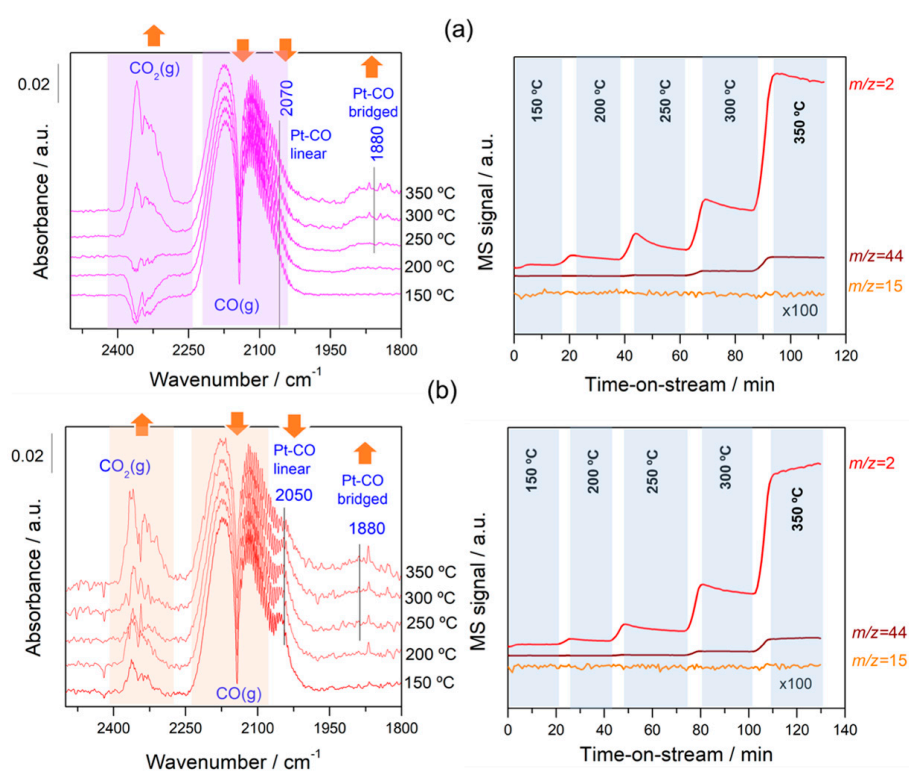 (a)
0.02
CO2(g)
2070
Pt-CO
linear
Pt-CO
bridged
1880
Absorbance / a.u.
350 ºC
300 ºC
250 ºC
200 ºC
150 ºC
CO(g)
2400
2250
2100
1950
1800
Wavenumber / cm-1
MS signal / a.u.
150 ºC
200 ºC
250 ºC
300 ºC
350 ºC
m/z=2
m/z=44
m/z=15
x100
0
20
40
60
80
100
120
Time-on-stream / min
(b)
0.02
CO2(g)
Pt-CO
linear
2050
Pt-CO
bridged
1880
Absorbance / a.u.
350 ºC
300 ºC
250 ºC
200 ºC
150 ºC
CO(g)
2400
2250
2100
1950
1800
Wavenumber / cm-1
MS signal / a.u.
150 ºC
200 ºC
250 ºC
300 ºC
350 ºC
m/z=2
m/z=44
m/z=15
x100
0
20
40
60
80
100
120
140
Time-on-stream / min